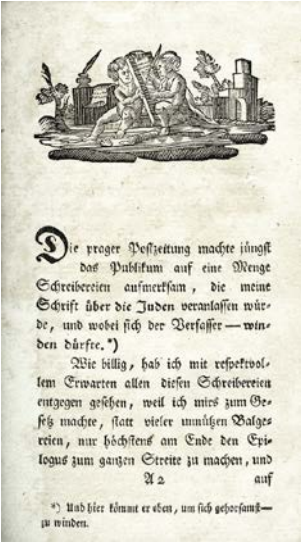 Die prager Postzeitung machte jüngst
das Publikum auf eine Menge
Schreibereien aufmerksam, die meine
Schrift über die Juden veranlassen wür-
de, und wobei sich der Verfasser — win-
den dürfte.*)
Wie billig, hab ich mit respektvol-
lem Erwarten allen diesen Schreibereien
entgegen gesehen, weil ich mirs zum Ge-
setz machte, statt vieler unnützen Balge-
reien, nur höchstens am Ende den Epi-
logus zum ganzen Streite zu machen, und
A 2 auf
*) Und hier kömmt er eben, um sich gehorsamst—
zu winden.